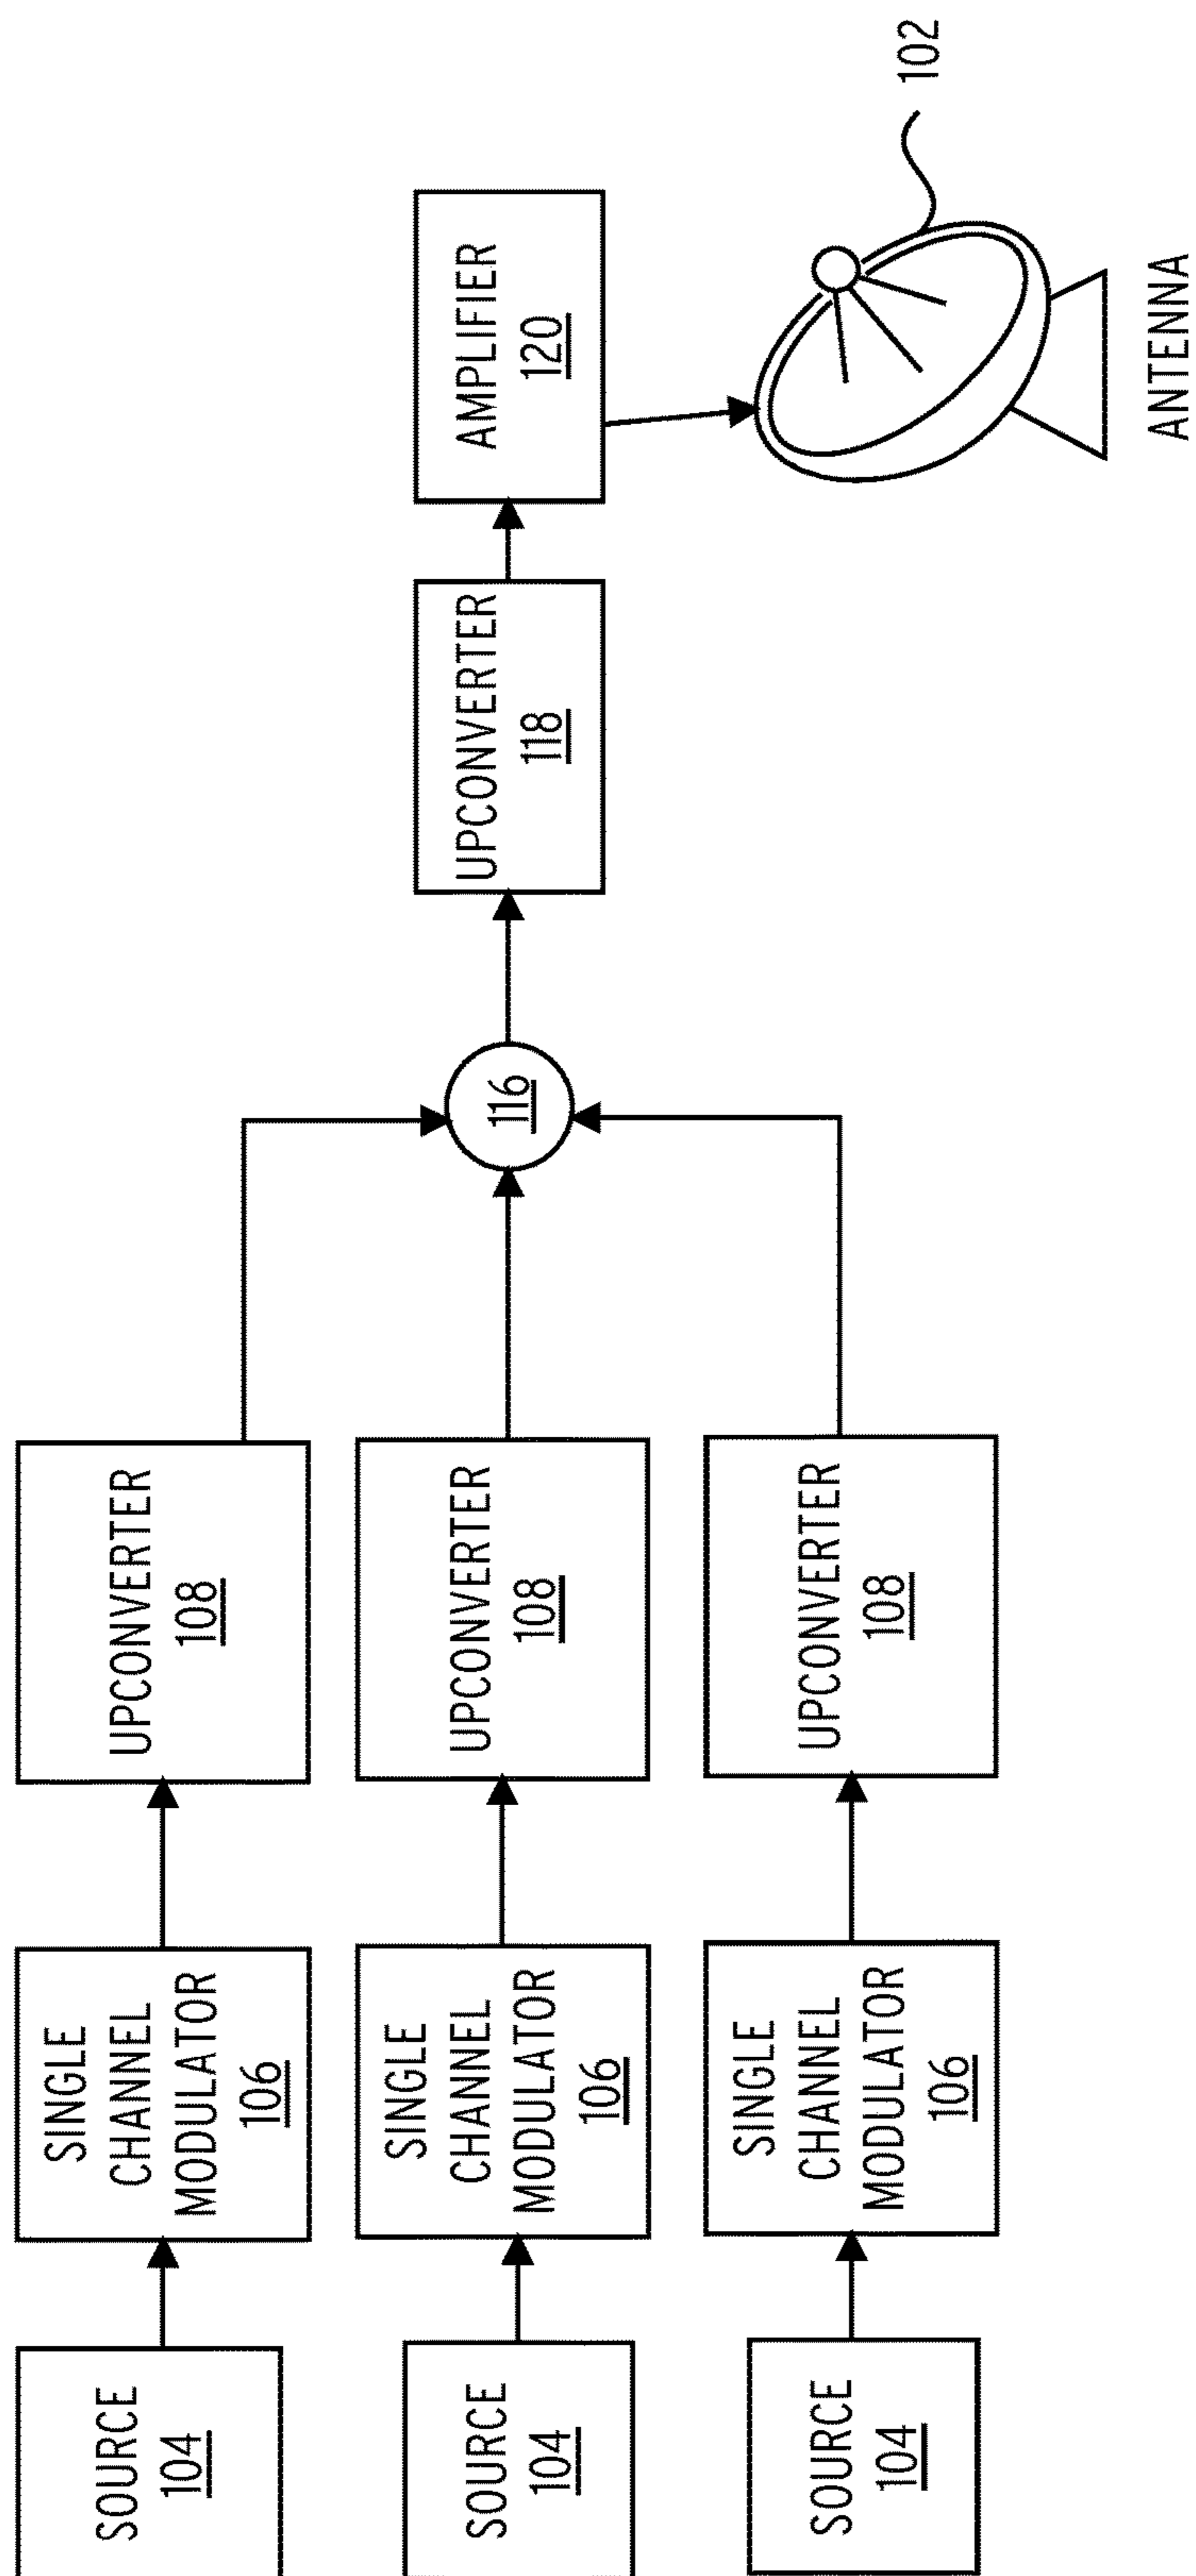 SOURCE
104
SINGLE
CHANNEL
MODULATOR
106
UPCONVERTER
108
SOURCE
104
SINGLE
CHANNEL
MODULATOR
106
UPCONVERTER
108
116
UPCONVERTER
118
AMPLIFIER
120
SOURCE
104
SINGLE
CHANNEL
MODULATOR
106
UPCONVERTER
108
102
ANTENNA